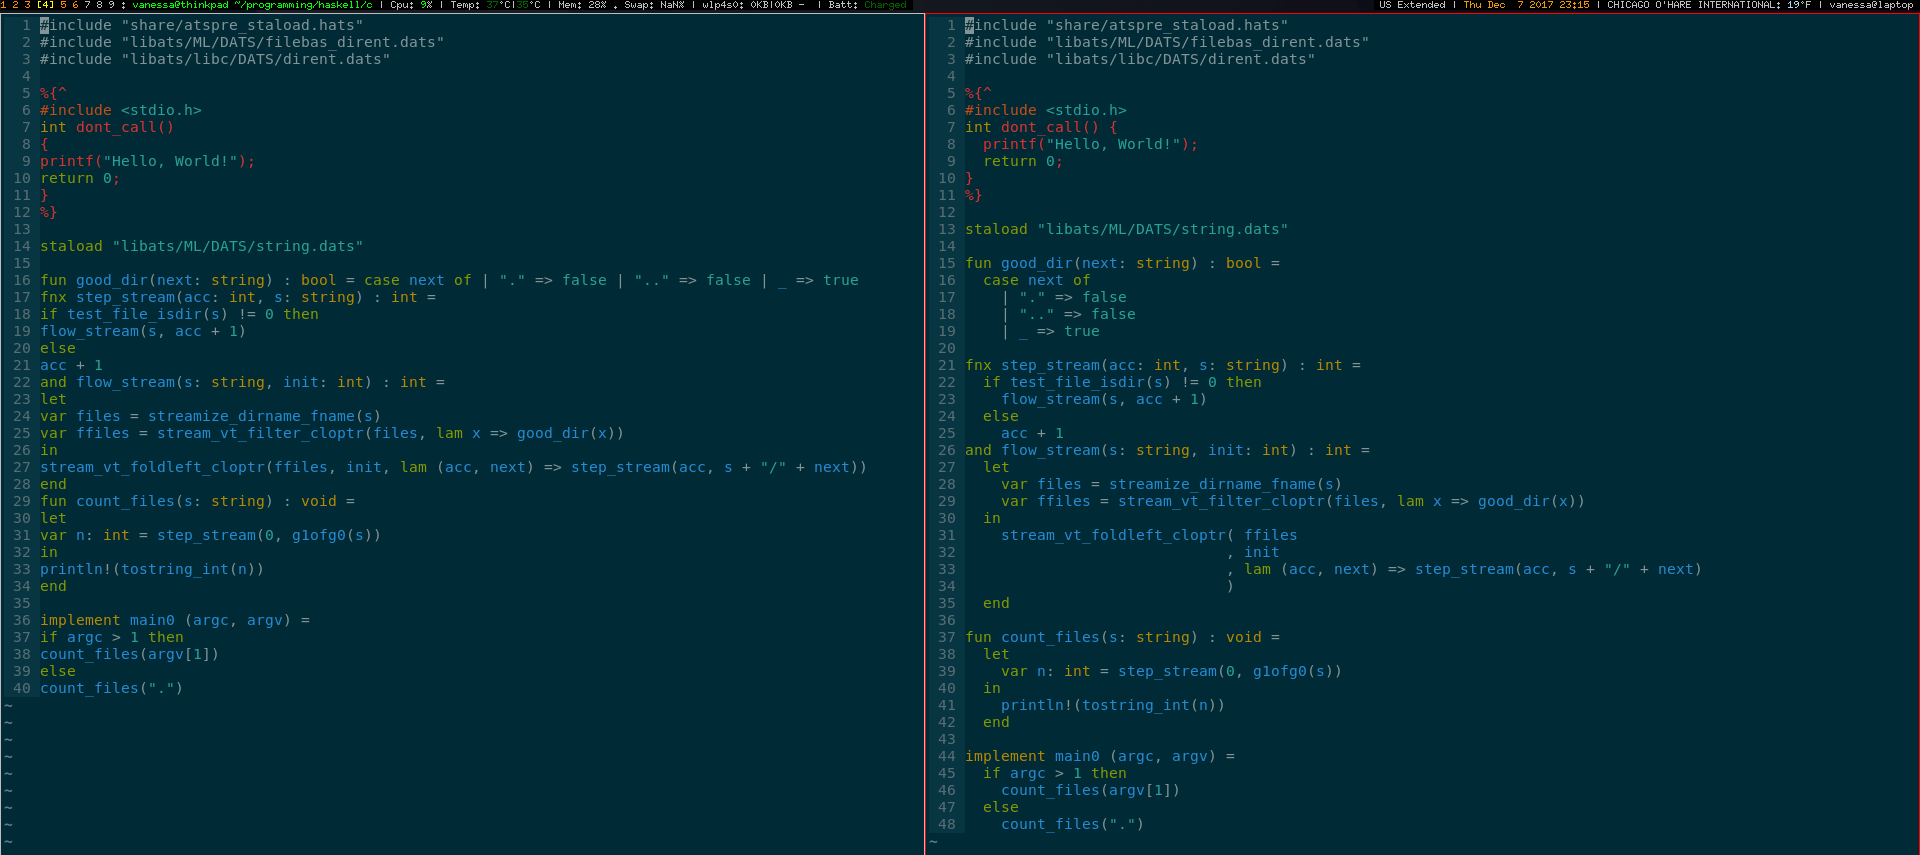 1 2 3 [4] 5 6 7 8 9 : vanessa@thinkpad ~/programming/haskell/c | Cpu: 9% | Temp: 37°C|35°C | Mem: 28% . Swap: NaN% | wlp4s0: 0KB|0KB - | Batt: Charged
US Extended | Thu Dec 7 2017 23:15 | CHICAGO O'HARE INTERNATIONAL: 19°F | vanessa@laptop
1 #include "share/atspre_staload.hats"
2 #include "libats/ML/DATS/filebas_dirent.dats"
3 #include "libats/libc/DATS/dirent.dats"
4
5 %{^
6 #include <stdio.h>
7 int dont_call()
8 {
9 printf("Hello, World!");
10 return 0;
11 }
12 %}
13
14 staload "libats/ML/DATS/string.dats"
15
16 fun good_dir(next: string) : bool = case next of | "." => false | ".." => false | _ => true
17 fnx step_stream(acc: int, s: string) : int =
18 if test_file_isdir(s) != 0 then
19 flow_stream(s, acc + 1)
20 else
21 acc + 1
22 and flow_stream(s: string, init: int) : int =
23 let
24 var files = streamize_dirname_fname(s)
25 var ffiles = stream_vt_filter_cloptr(files, lam x => good_dir(x))
26 in
27 stream_vt_foldleft_cloptr(ffiles, init, lam (acc, next) => step_stream(acc, s + "/" + next))
28 end
29 fun count_files(s: string) : void =
30 let
31 var n: int = step_stream(0, g1ofg0(s))
32 in
33 println!(tostring_int(n))
34 end
35
36 implement main0 (argc, argv) =
37 if argc > 1 then
38 count_files(argv[1])
39 else
40 count_files(".")
~
~
~
~
~
~
~
~
~
1 #include "share/atspre_staload.hats"
2 #include "libats/ML/DATS/filebas_dirent.dats"
3 #include "libats/libc/DATS/dirent.dats"
4
5 %{^
6 #include <stdio.h>
7 int dont_call() {
8   printf("Hello, World!");
9   return 0;
10 }
11 %}
12
13 staload "libats/ML/DATS/string.dats"
14
15 fun good_dir(next: string) : bool =
16   case next of
17     | "." => false
18     | ".." => false
19     | _ => true
20
21 fnx step_stream(acc: int, s: string) : int =
22   if test_file_isdir(s) != 0 then
23     flow_stream(s, acc + 1)
24   else
25     acc + 1
26 and flow_stream(s: string, init: int) : int =
27   let
28     var files = streamize_dirname_fname(s)
29     var ffiles = stream_vt_filter_cloptr(files, lam x => good_dir(x))
30   in
31     stream_vt_foldleft_cloptr( ffiles
32                              , init
33                              , lam (acc, next) => step_stream(acc, s + "/" + next)
34                              )
35   end
36
37 fun count_files(s: string) : void =
38   let
39     var n: int = step_stream(0, g1ofg0(s))
40   in
41     println!(tostring_int(n))
42   end
43
44 implement main0 (argc, argv) =
45   if argc > 1 then
46     count_files(argv[1])
47   else
48     count_files(".")
~